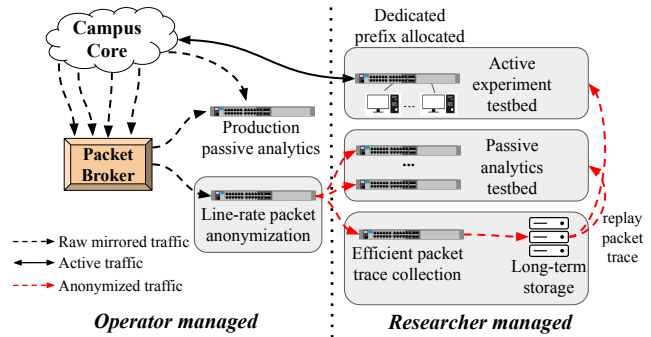 Campus
Core
Dedicated
prefix allocated
Active
experiment
testbed
...
Production
passive analytics
Packet
Broker
Passive
analytics
testbed
...
Line-rate packet
anonymization
Efficient packet
trace collection
Long-term
storage
replay
packet
trace
Raw mirrored traffic
Active traffic
Anonymized traffic
Operator managed
Researcher managed